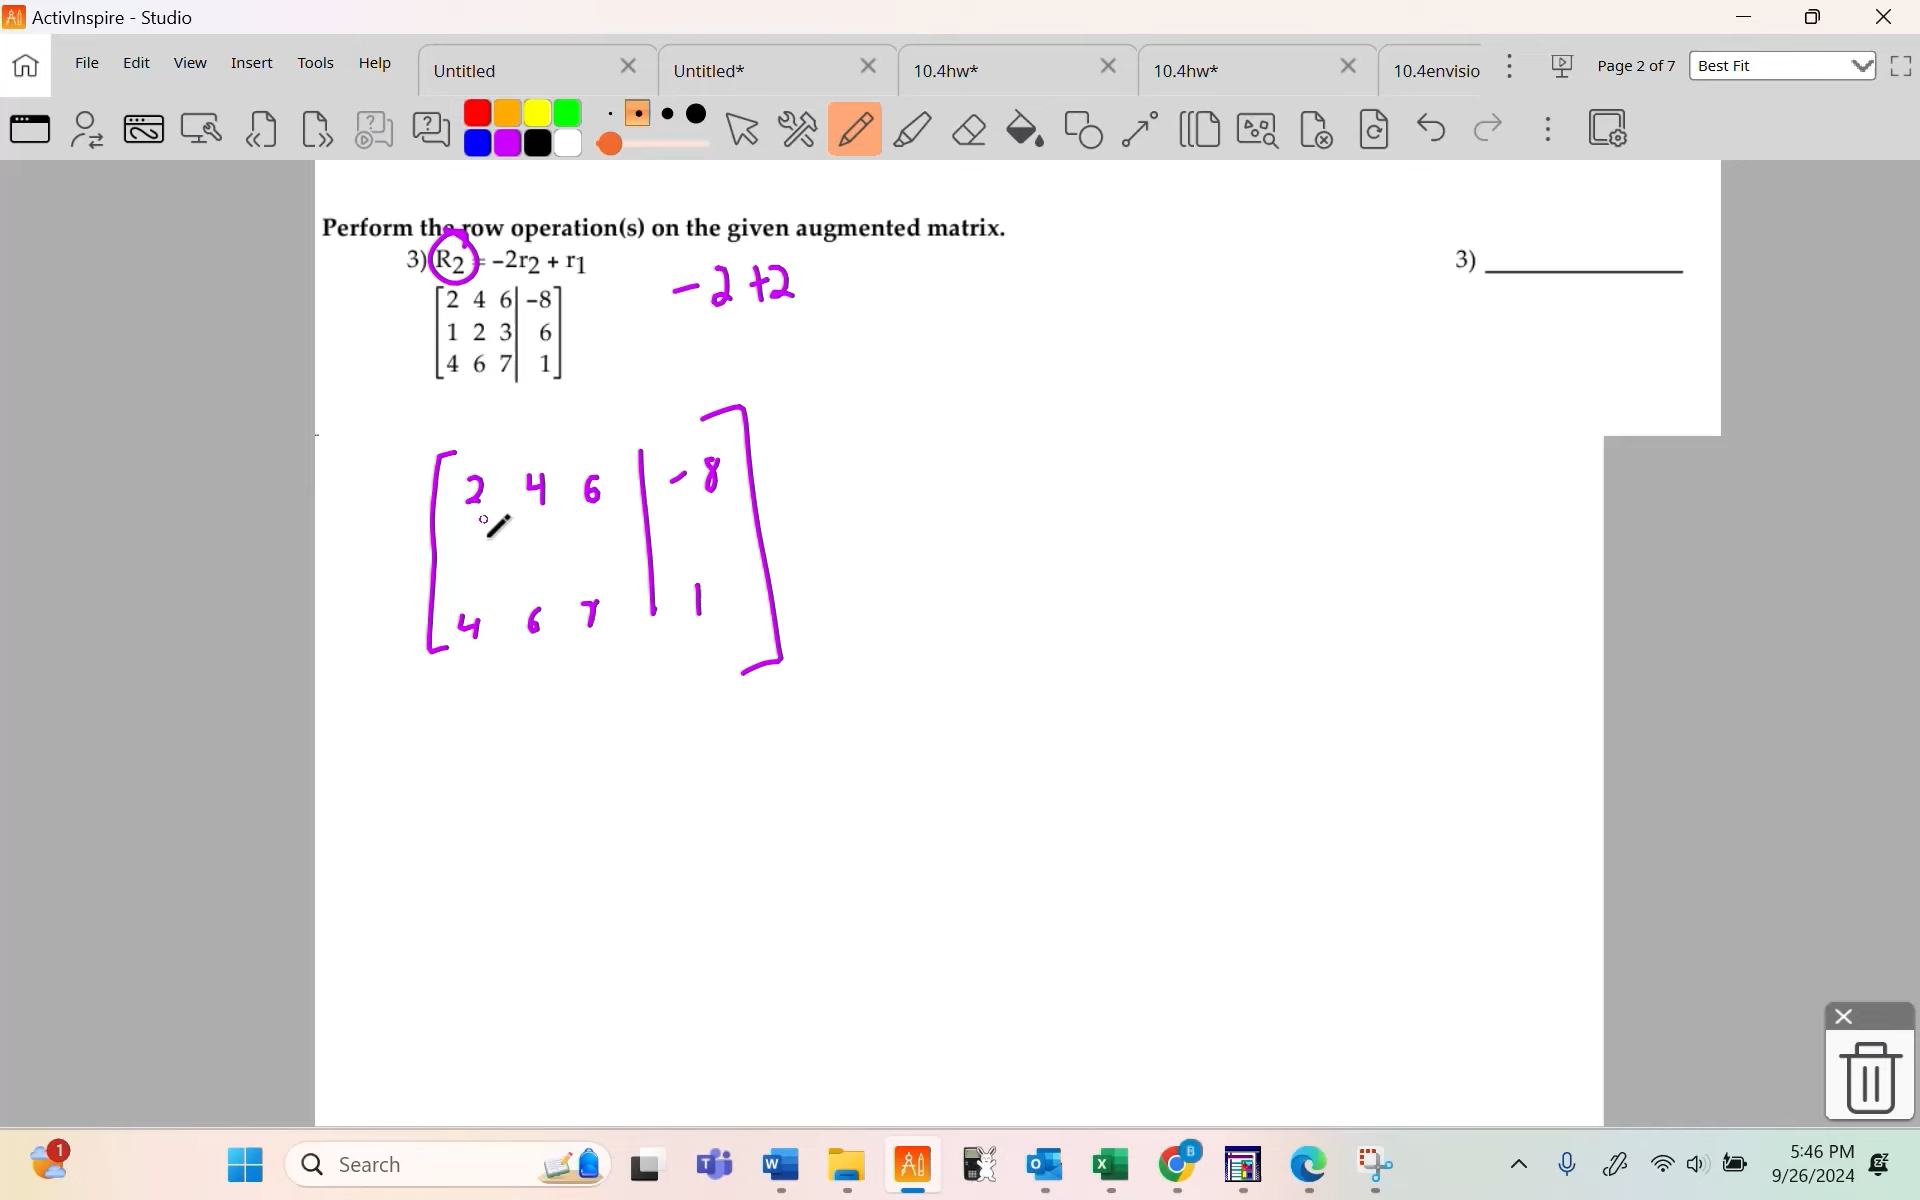 ActivInspire - Studio
File Edit View Insert Tools Help
Untitled
Untitled*
10.4hw*
10.4hw*
10.4envisio
Page 2 of 7
Best Fit
Perform the row operation(s) on the given augmented matrix.
3) R2 = -2r2 + r1
3) ____________
-2 +2
2 4 6 | -8
1 2 3 | 6
4 6 7 | 1
2 4 6 | -8
4 6 7 | 1
1
Search
B
5:46 PM
9/26/2024